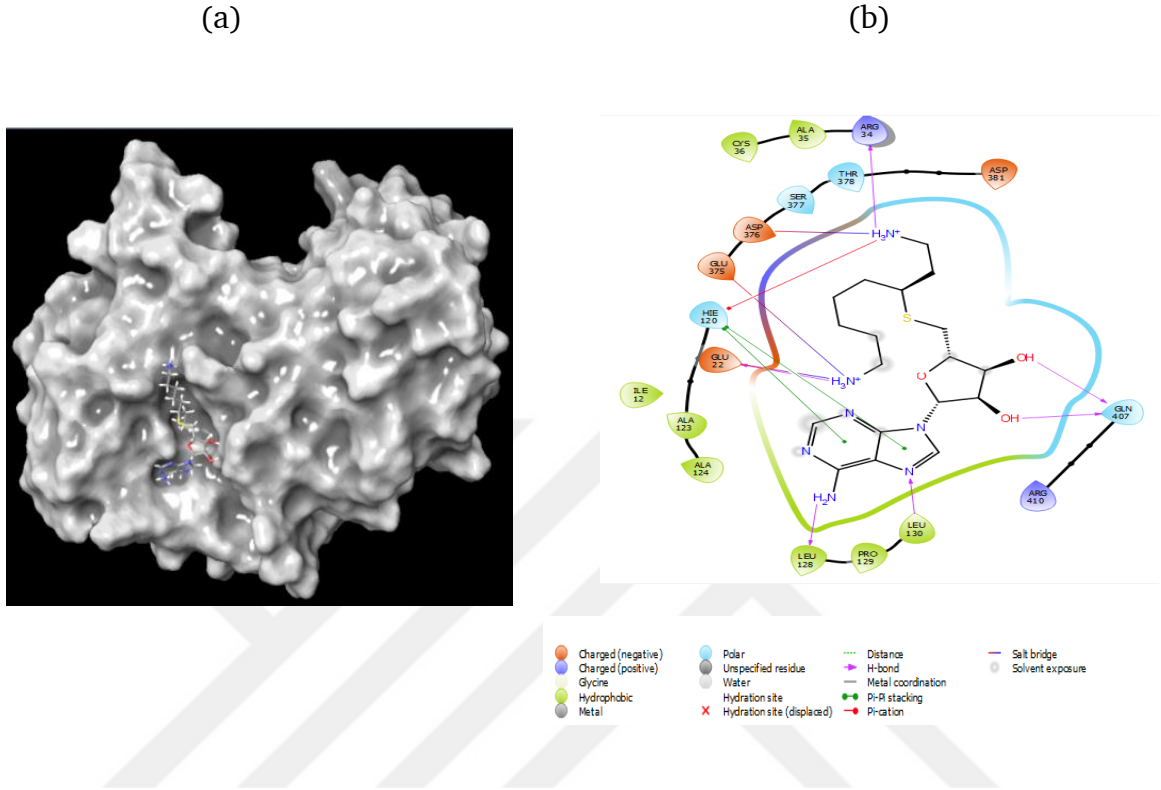 (a) (b)
ARG
34
ALA
35
CYS
36
THR
378
ASP
381
SER
377
ASP
376
H₃N⁺
GLU
375
HIE
120
S
GLU
22
OH
H₃N⁺
O
ILE
12
GLN
407
OH
N
N
ALA
123
N
ALA
124
N
ARG
410
H₂N
LEU
130
PRO
129
LEU
128
Charged (negative) Polar Distance Salt bridge
Charged (positive) Unspecified residue H-bond Solvent exposure
Glycine Water Metal coordination
Hydrophobic Hydration site Pi-Pi stacking
Metal Hydration site (displaced) Pi-cation